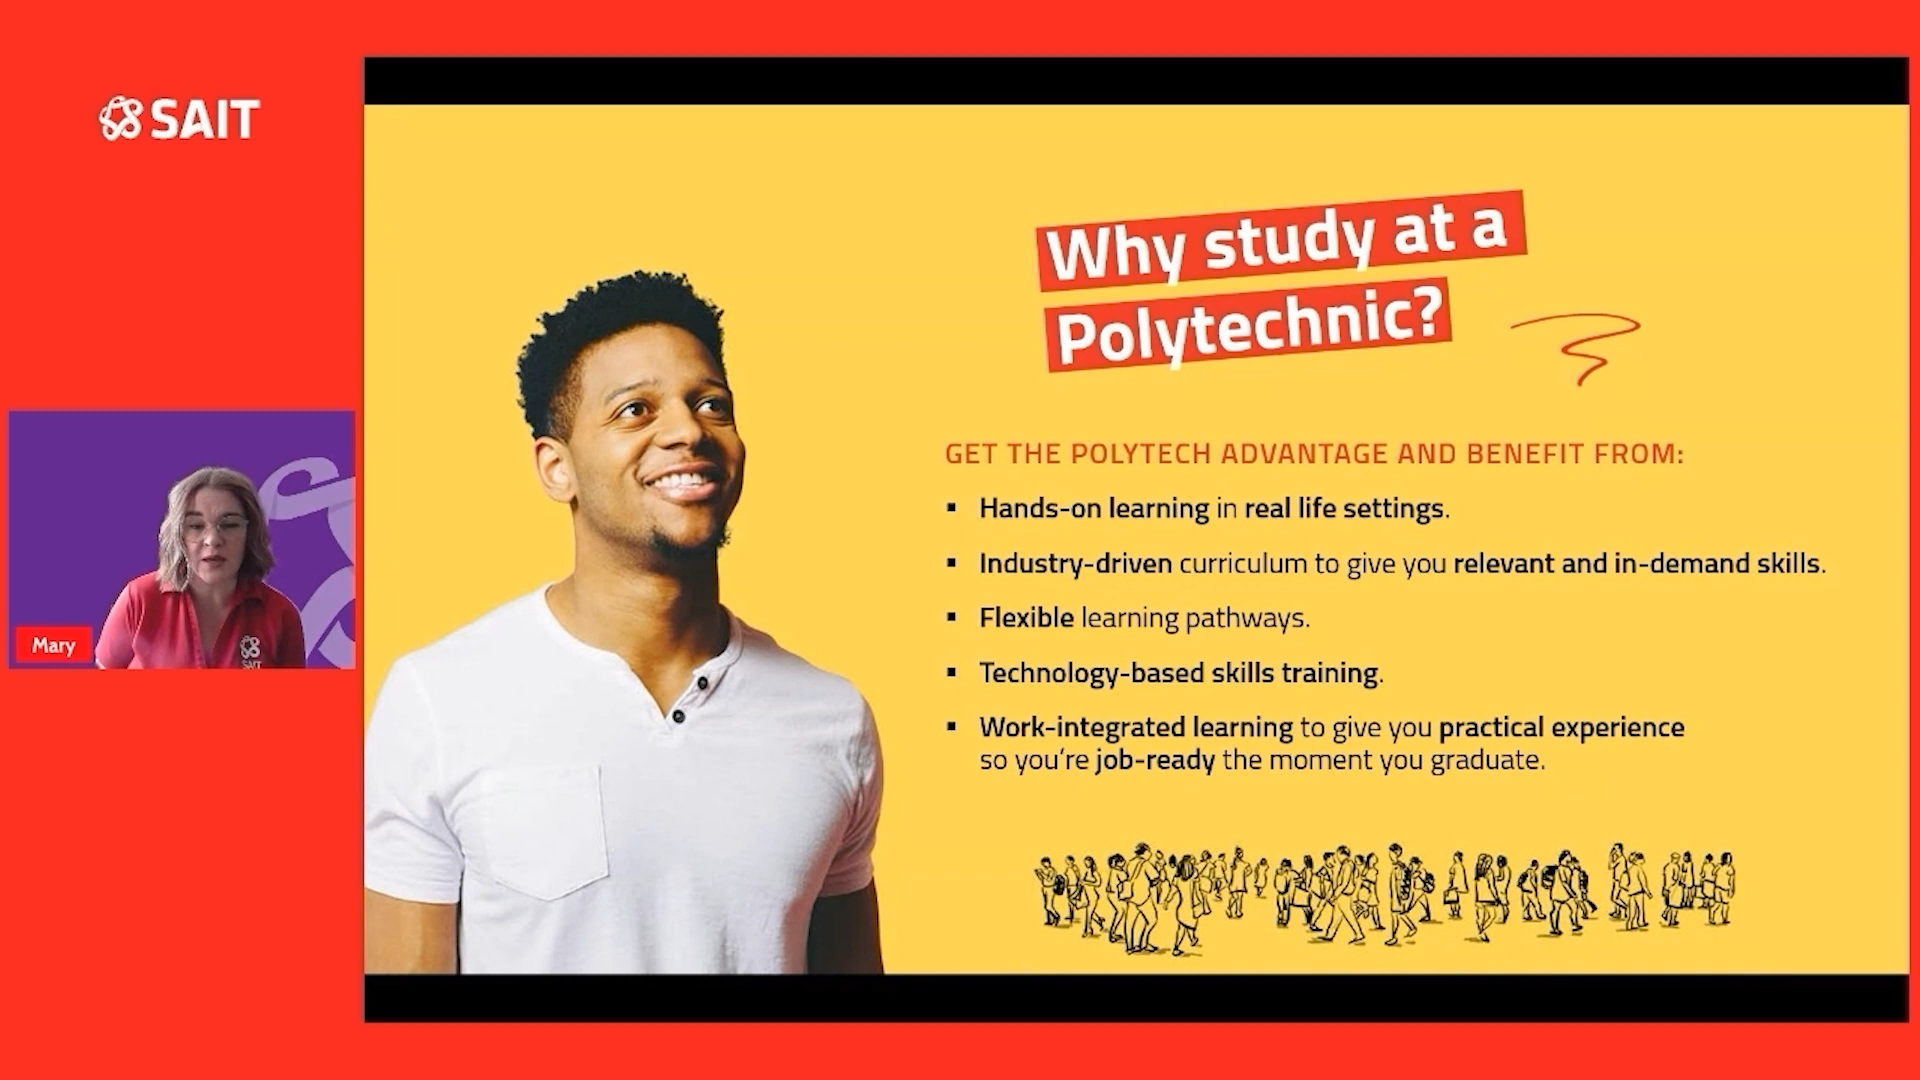 SAIT
Why study at a
Polytechnic?
GET THE POLYTECH ADVANTAGE AND BENEFIT FROM:
▪ Hands-on learning in real life settings.
▪ Industry-driven curriculum to give you relevant and in-demand skills.
▪ Flexible learning pathways.
▪ Technology-based skills training.
▪ Work-integrated learning to give you practical experience
so you're job-ready the moment you graduate.
Mary
SAIT